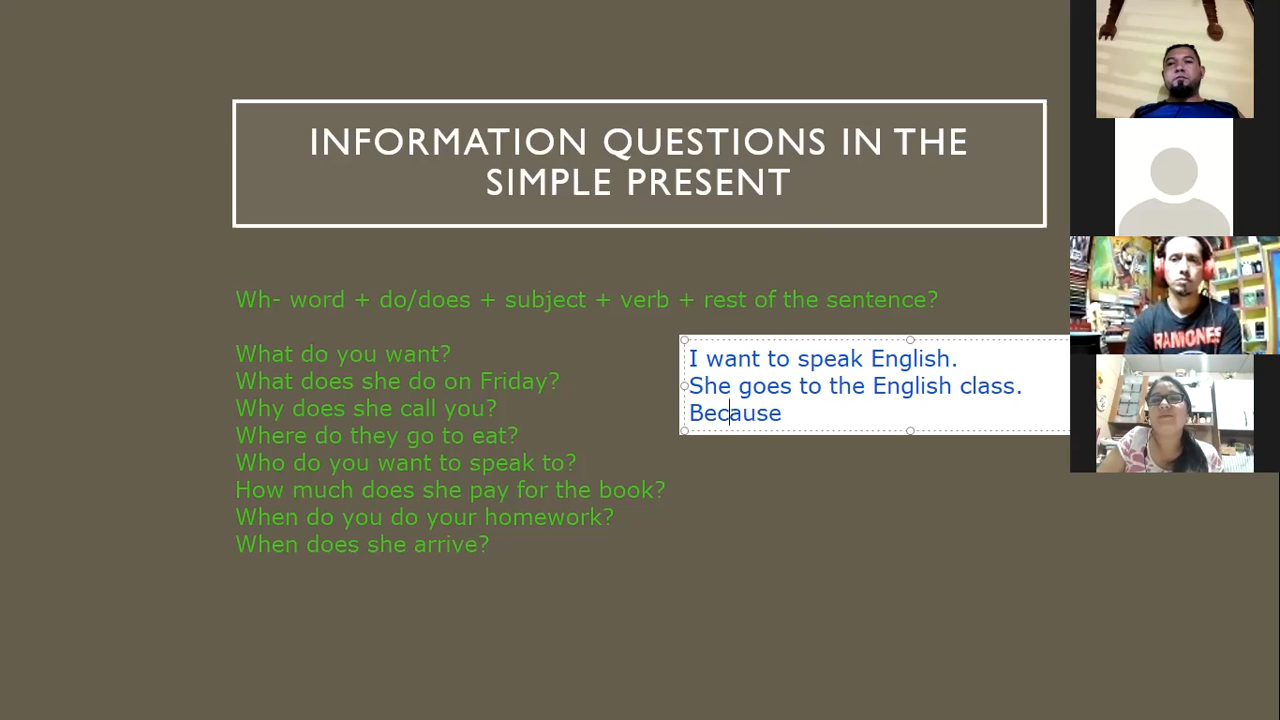 INFORMATION QUESTIONS IN THE
SIMPLE PRESENT
Wh- word + do/does + subject + verb + rest of the sentence?
What do you want?
What does she do on Friday?
Why does she call you?
Where do they go to eat?
Who do you want to speak to?
How much does she pay for the book?
When do you do your homework?
When does she arrive?
I want to speak English.
She goes to the English class.
Because
RAMONES